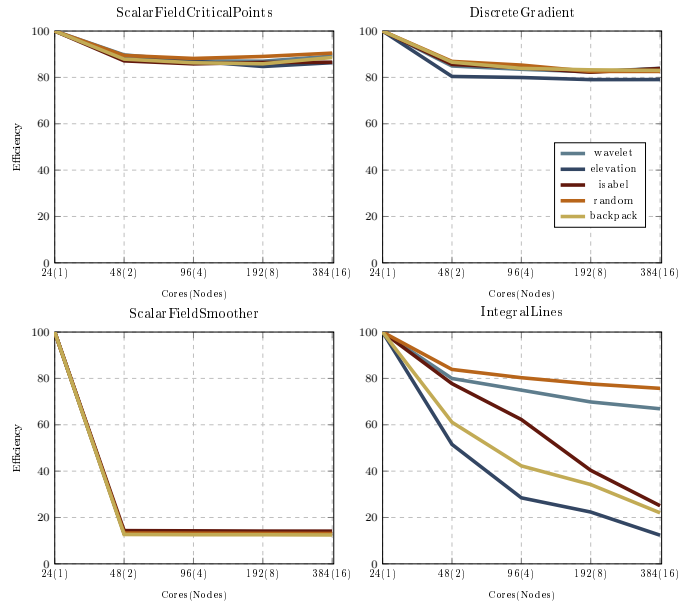 ScalarFieldCriticalPoints
100
80
60
40
20
0
Efficiency
24(1) 48(2) 96(4) 192(8) 384(16)
Cores(Nodes)
DiscreteGradient
100
80
60
40
20
0
wavelet
elevation
isabel
random
backpack
24(1) 48(2) 96(4) 192(8) 384(16)
Cores(Nodes)
ScalarFieldSmoother
100
80
60
40
20
0
Efficiency
24(1) 48(2) 96(4) 192(8) 384(16)
Cores(Nodes)
IntegralLines
100
80
60
40
20
0
24(1) 48(2) 96(4) 192(8) 384(16)
Cores(Nodes)